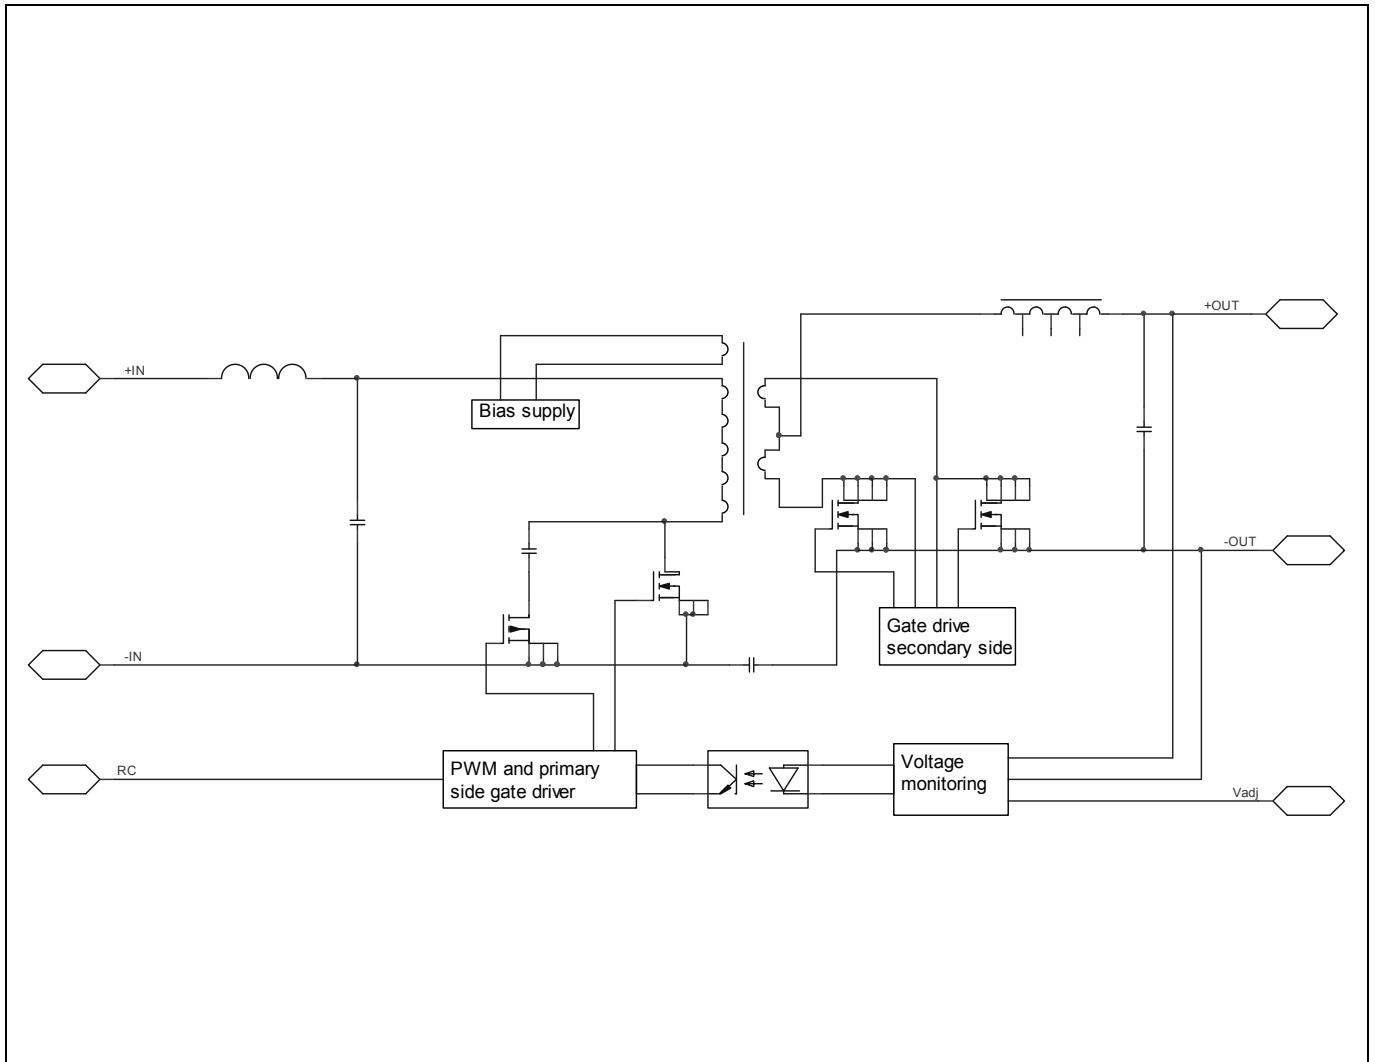 +OUT
+IN
Bias supply
-OUT
Gate drive
secondary side
-IN
RC
PWM and primary
side gate driver
Voltage
monitoring
Vadj